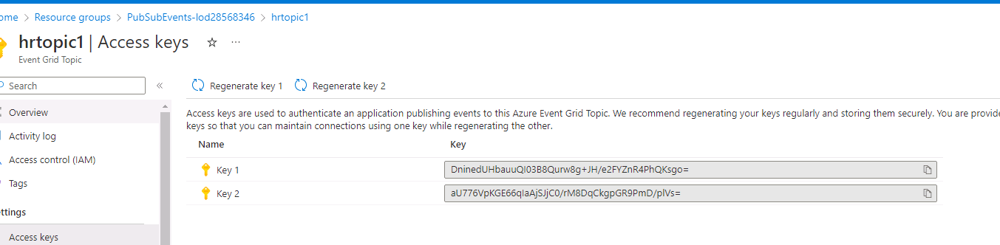 ome > Resource groups > PubSubEvents-lod28568346 > hrtopic1
hrtopic1 | Access keys ☆ ···
Event Grid Topic
Search «
Regenerate key 1 Regenerate key 2
Overview
Activity log
Access control (IAM)
Tags
ettings
Access keys
Access keys are used to authenticate an application publishing events to this Azure Event Grid Topic. We recommend regenerating your keys regularly and storing them securely. You are provide
keys so that you can maintain connections using one key while regenerating the other.
Name Key
Key 1 DninedUHbauuQI03B8Qurw8g+JH/e2FYZnR4PhQKsgo=
Key 2 aU776VpKGE66qIaAjSJjC0/rM8DqCkgpGR9PmD/plVs=